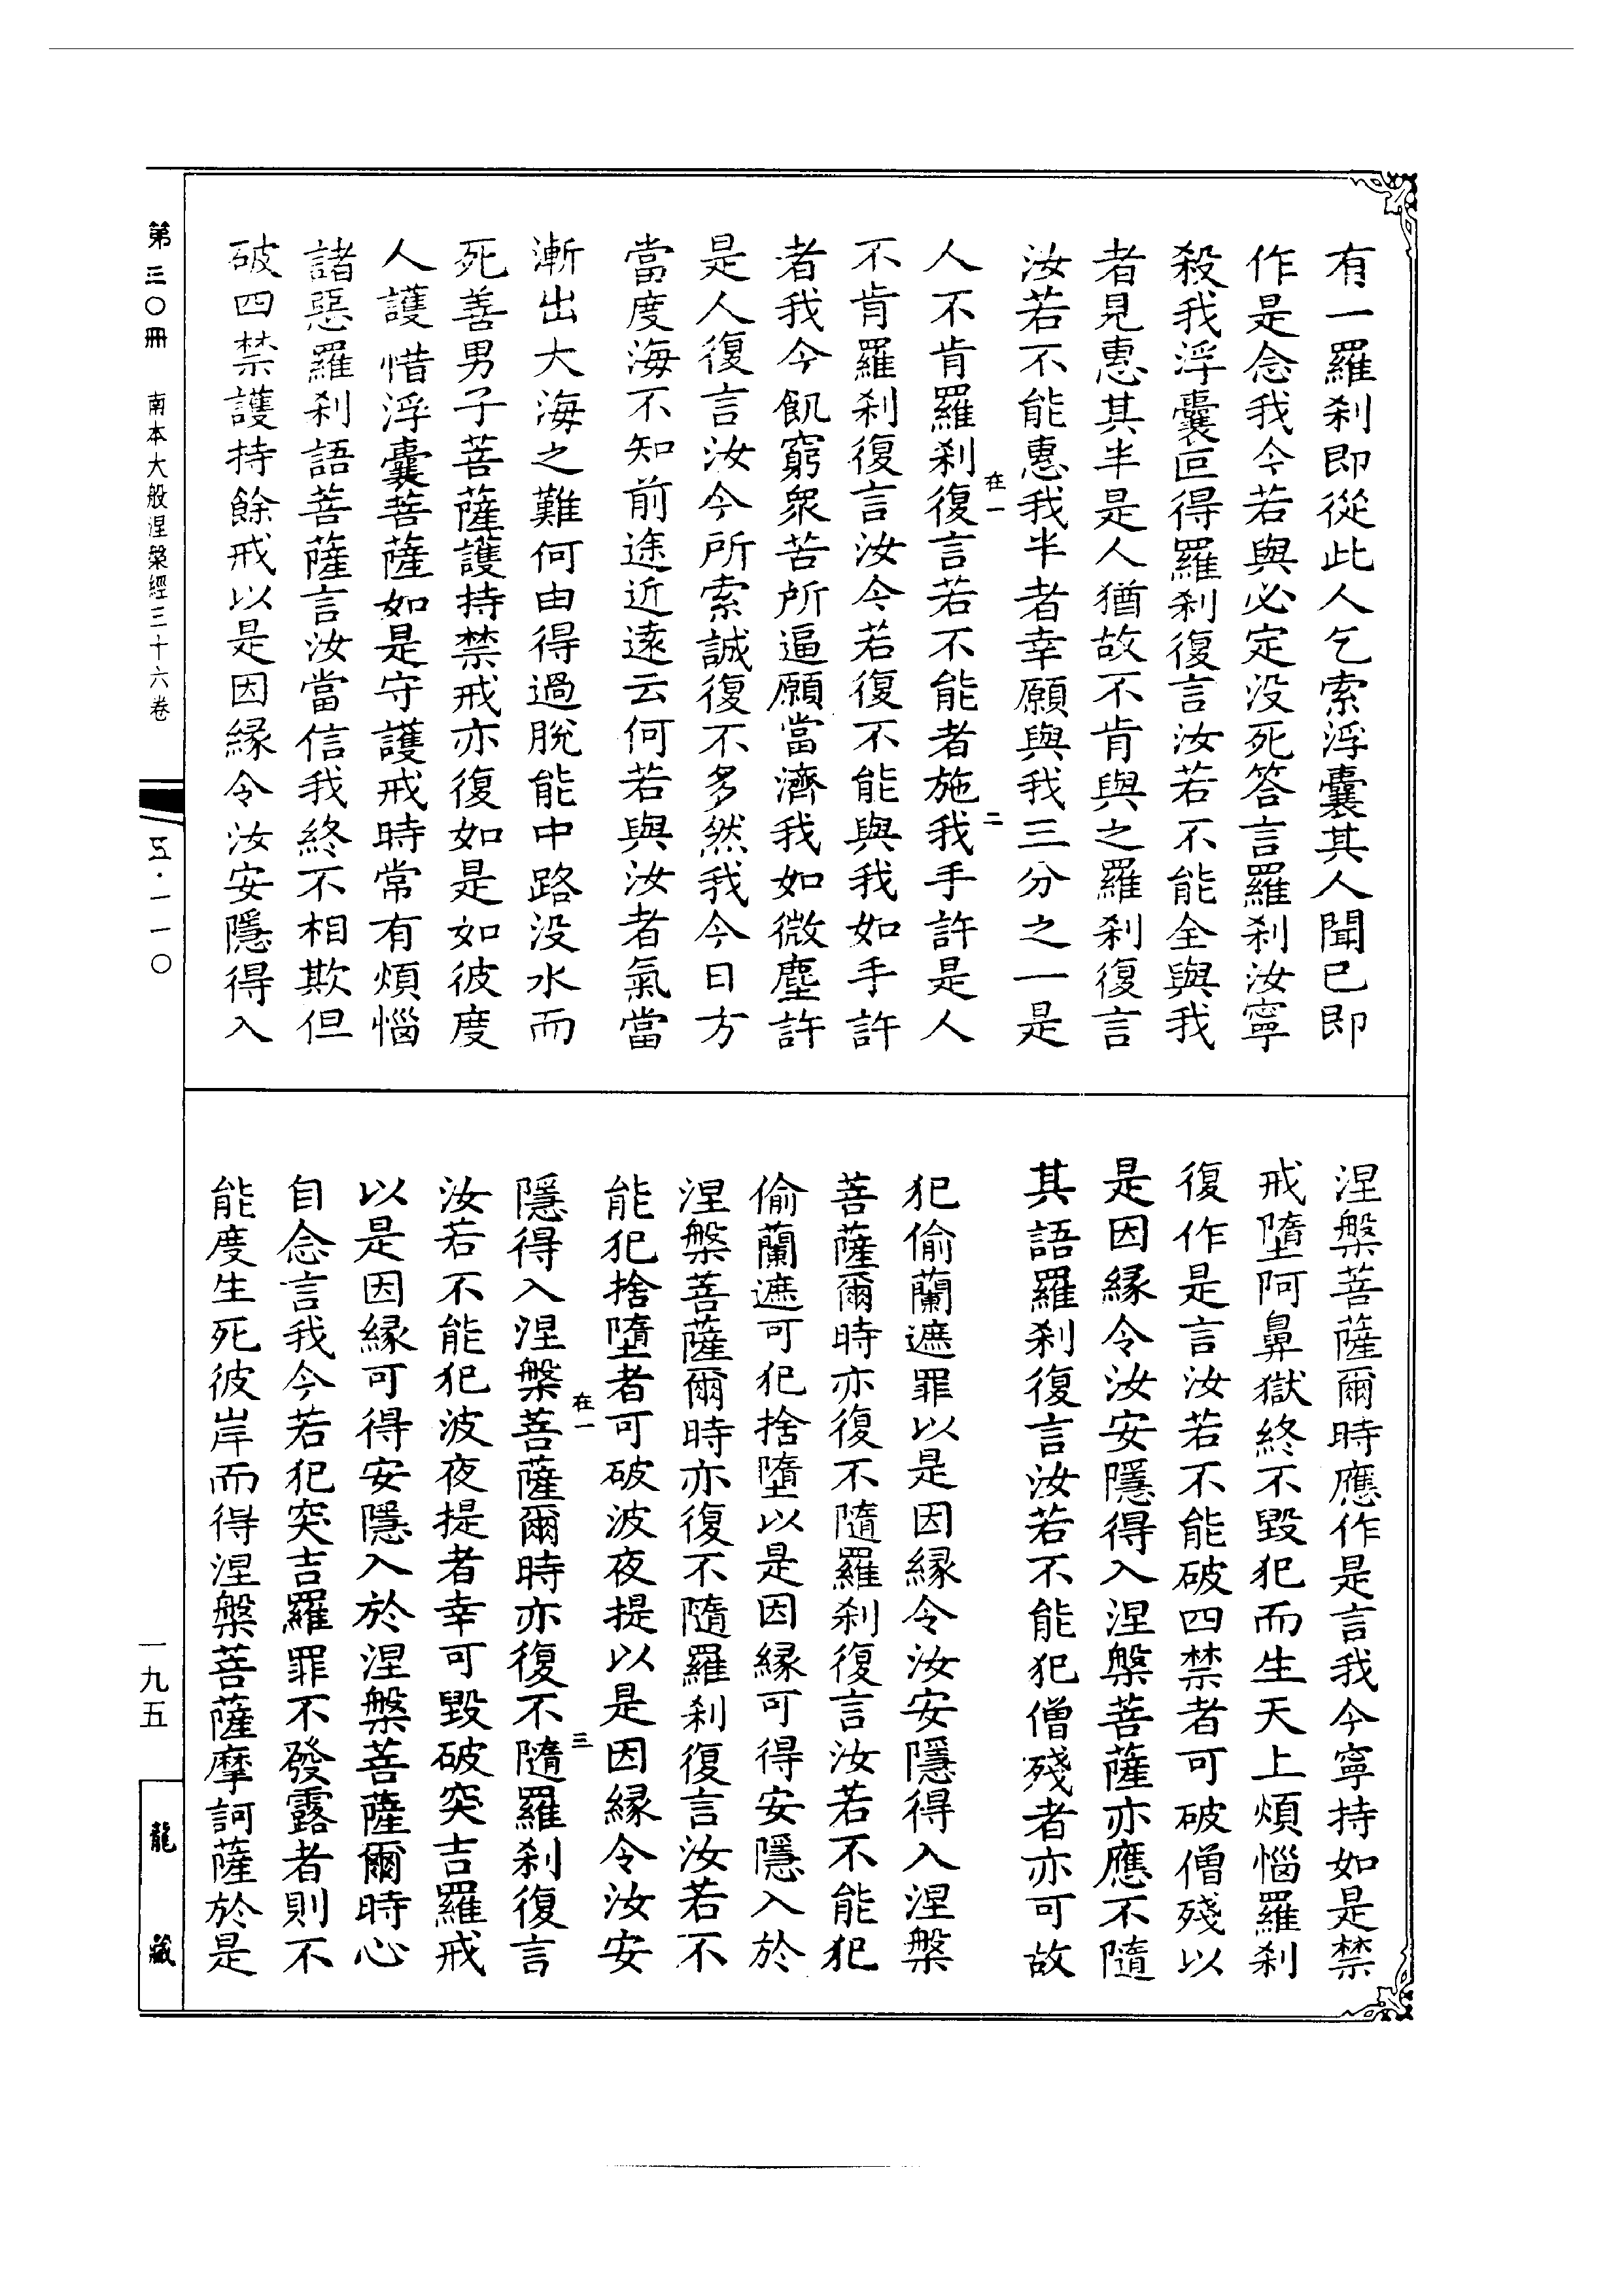 有一羅刹即從此人乞索浮囊其人聞已即
作是念我今若與必定没死答言羅刹汝寧
殺我浮囊叵得羅刹復言汝若不能全與我
者見惠其半是人猶故不肯與之羅刹復言
汝若不能惠我半者幸願與我三分之一是
人不肯羅刹復言若不能者施我手許是人
在一
二
不肯羅刹復言汝今若復不能與我如手許
者我今飢窮衆苦所逼願當濟我如微塵許
是人復言汝今所索誠復不多然我今日方
當度海不知前途近遠云何若與汝者氣當
漸出大海之難何由得過脫能中路没水而
死善男子菩薩護持禁戒亦復如是如彼度
人護惜浮囊菩薩如是守護戒時常有煩惱
諸惡羅刹語菩薩言汝當信我終不相欺但
破四禁護持餘戒以是因緣令汝安隱得入
涅槃菩薩爾時應作是言我今寧持如是禁
戒墮阿鼻獄終不毀犯而生天上煩惱羅刹
復作是言汝若不能破四禁者可破僧殘以
是因緣令汝安隱得入涅槃菩薩亦應不隨
其語羅刹復言汝若不能犯僧殘者亦可故
犯偷蘭遮罪以是因緣令汝安隱得入涅槃
菩薩爾時亦復不隨羅刹復言汝若不能犯
偷蘭遮可犯捨墮以是因緣可得安隱入於
涅槃菩薩爾時亦復不隨羅刹復言汝若不
能犯捨墮者可破波夜提以是因緣令汝安
隱得入涅槃菩薩爾時亦復不隨羅刹復言
在一
三
汝若不能犯波夜提者幸可毀破突吉羅戒
以是因緣可得安隱入於涅槃菩薩爾時心
自念言我今若犯突吉羅罪不發露者則不
能度生死彼岸而得涅槃菩薩摩訶薩於是
第三〇冊 南本大般涅槃經三十六卷
五·一一〇
一九五
龍藏